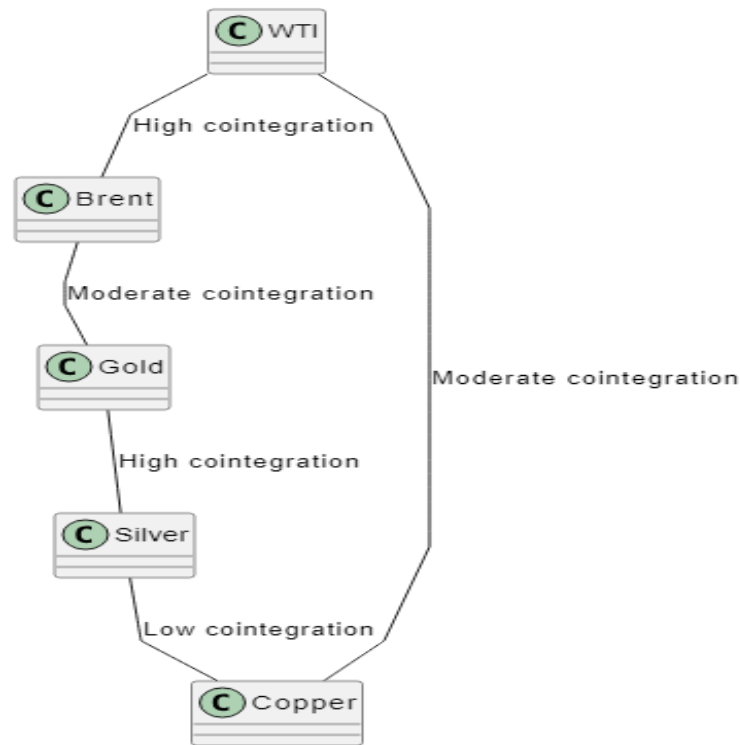 C WTI
High cointegration
C Brent
Moderate cointegration
C Gold
Moderate cointegration
High cointegration
C Silver
Low cointegration
C Copper